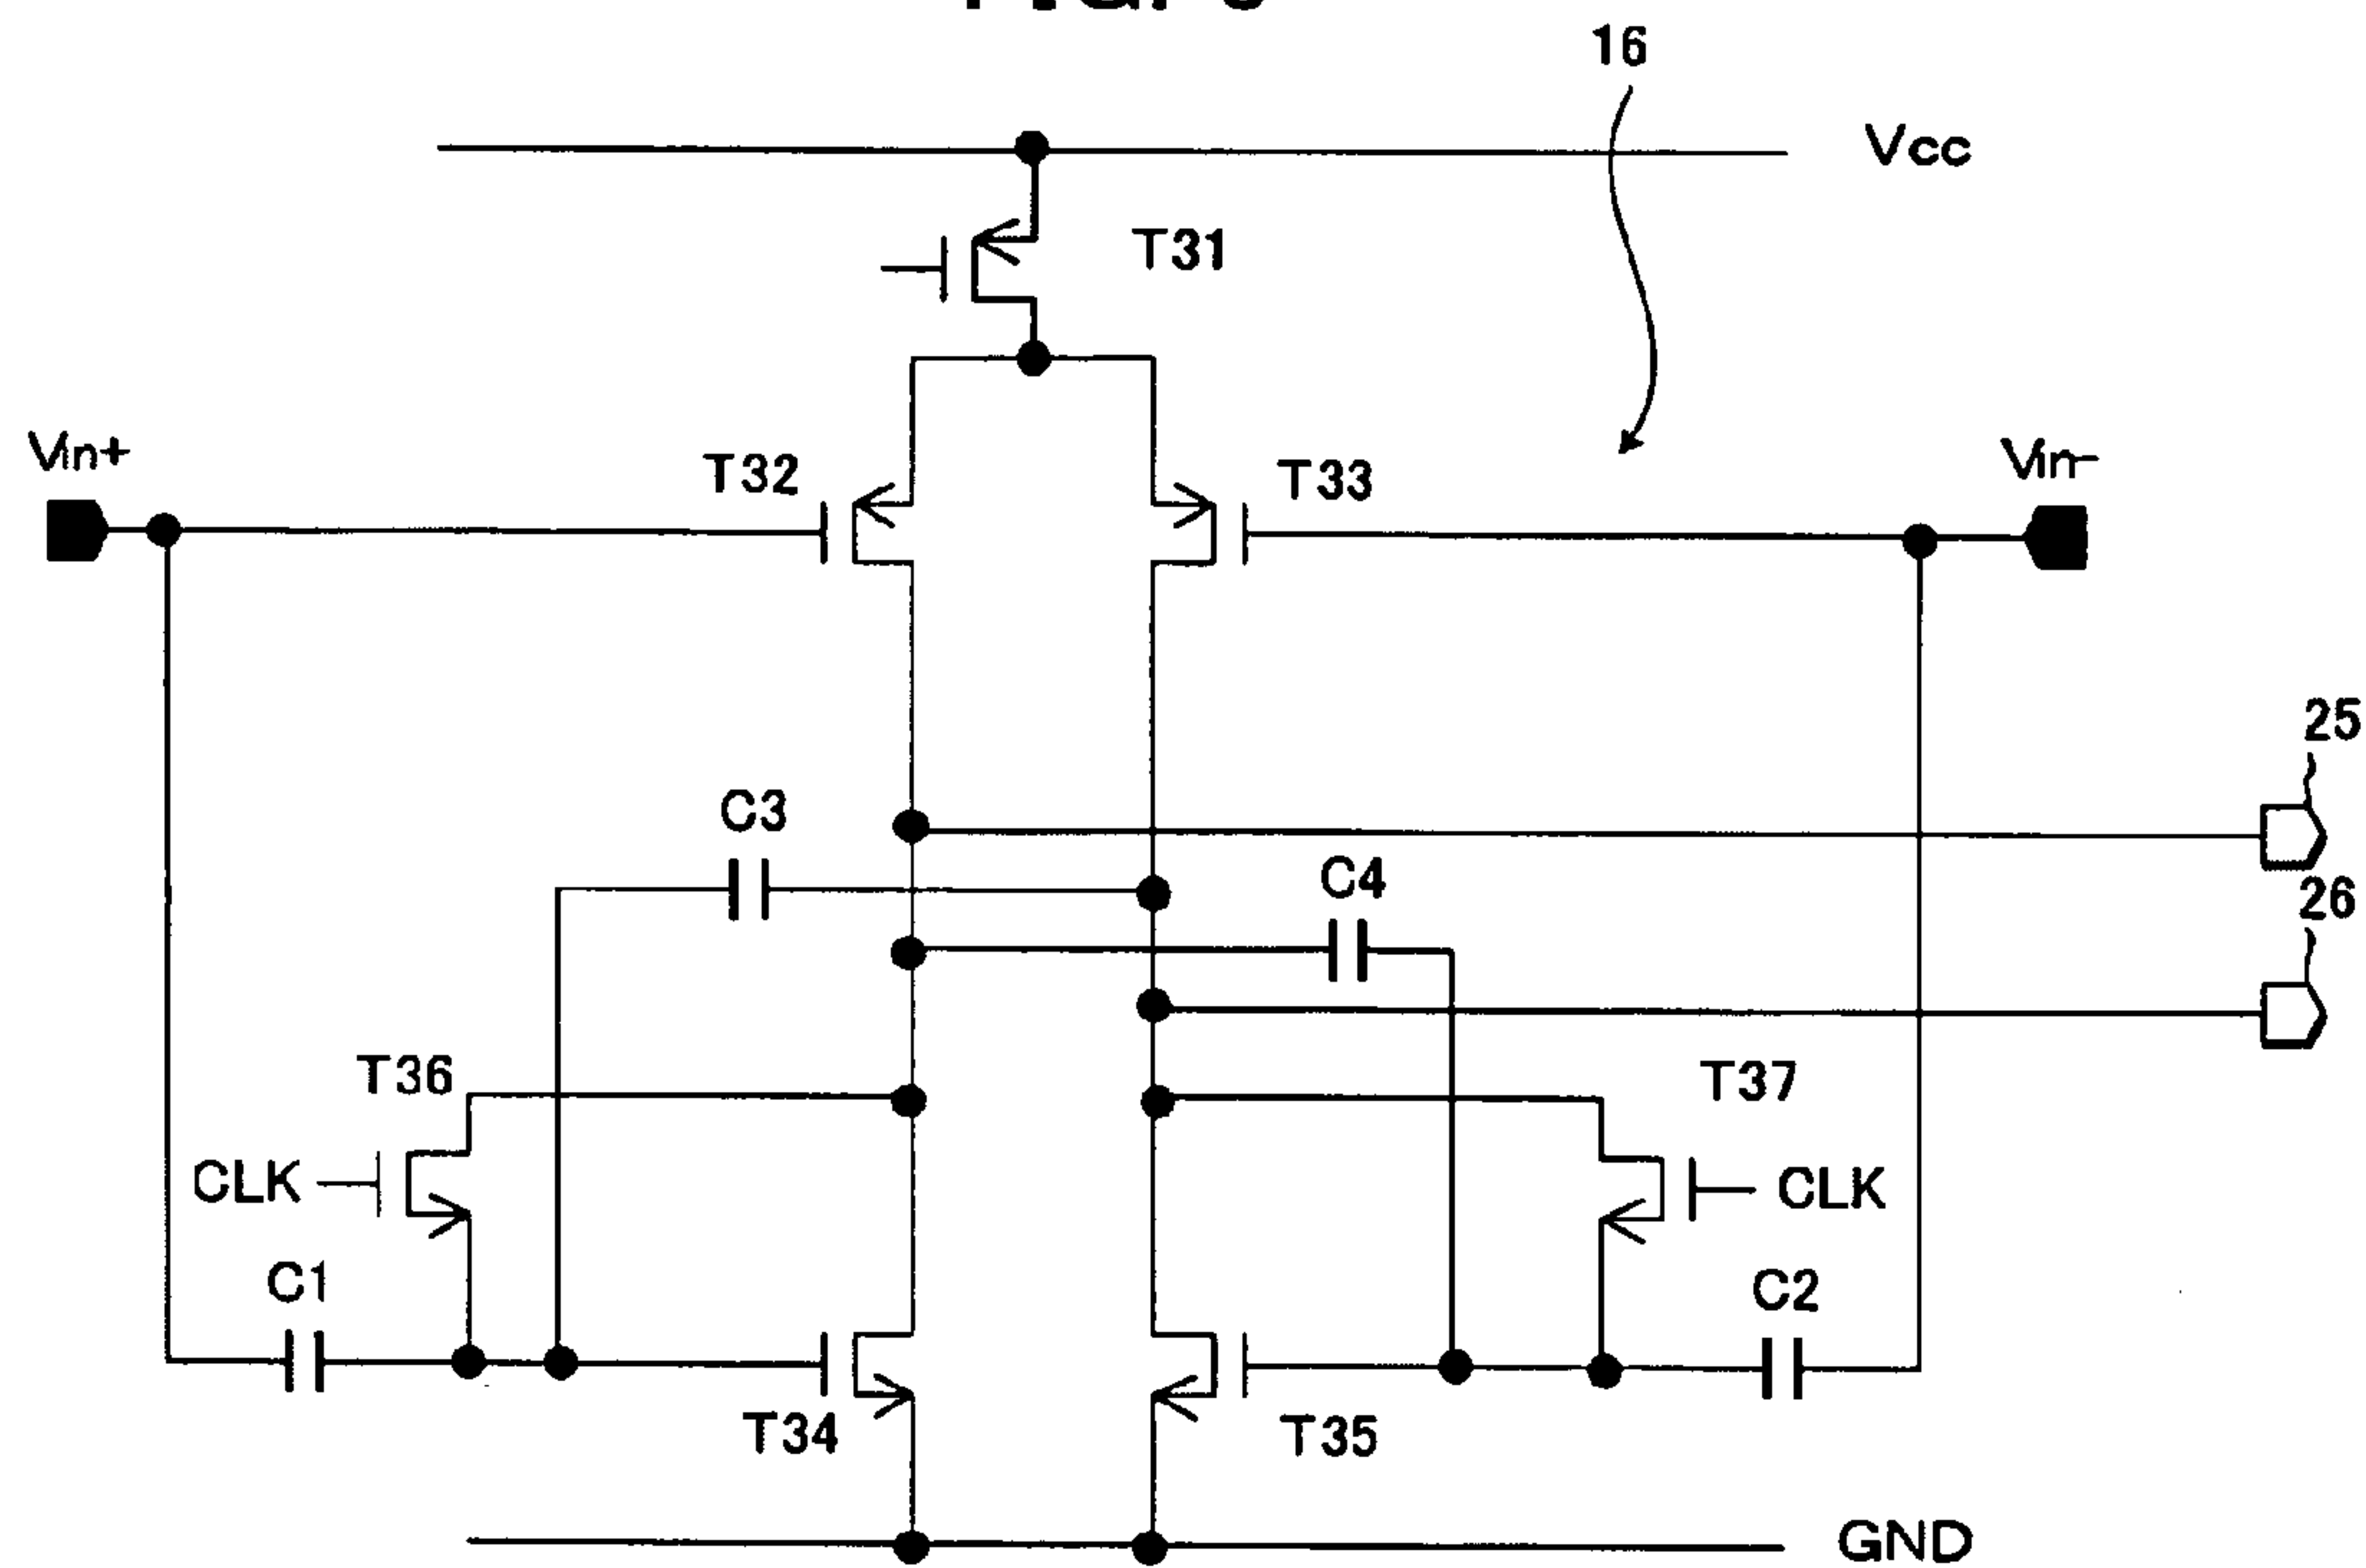 16
Vcc
T31
Vin+
T32
T33
Vin-
25
C3
C4
26
T36
T37
CLK
CLK
C1
C2
T34
T35
GND